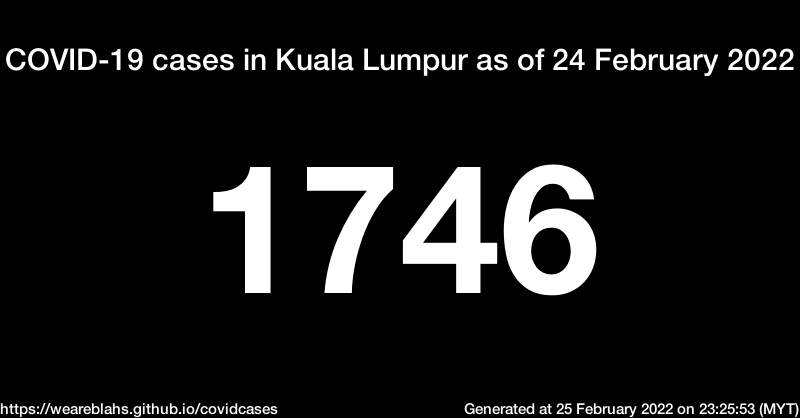 COVID-19 cases in Kuala Lumpur as of 24 February 2022
1746
https://weareblahs.github.io/covidcases
Generated at 25 February 2022 on 23:25:53 (MYT)